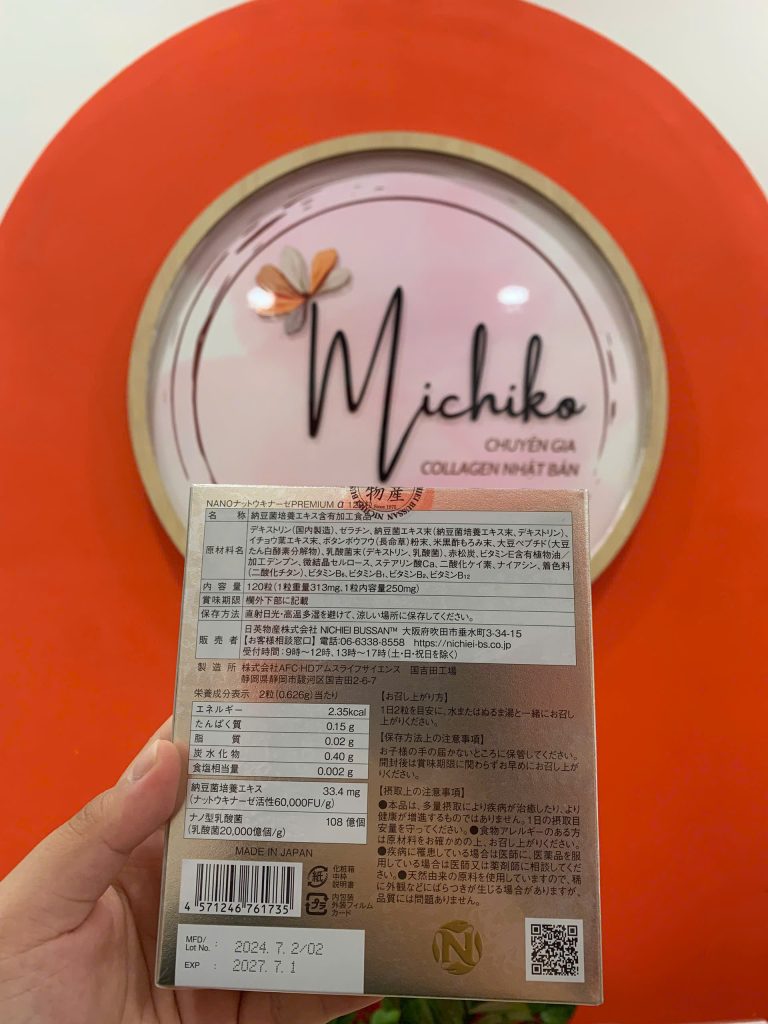 Michiko
CHUYÊN GIA
COLLAGEN NHẬT BẢN
物産
NANOナットウキナーゼPREMIUM α 12
名 称 納豆菌培養エキス含有加工食品
原材料名 デキストリン(国内製造)、ゼラチン、納豆菌培養エキス末(納豆菌培養エキス末、デキストリン)、
イチョウ葉エキス末、ボタンボウフウ(長命草)粉末、米黒酢もろみ末、大豆ペプチド(大豆
たん白酵素分解物)、乳酸菌末(デキストリン、乳酸菌)、赤松炭、ビタミンE含有植物油/
加工デンプン、微結晶セルロース、ステアリン酸Ca、二酸化ケイ素、ナイアシン、着色料
(二酸化チタン)、ビタミンB₆、ビタミンB₁、ビタミンB₂、ビタミンB₁₂
内 容 量 120粒(1粒重量313mg、1粒内容量250mg)
賞味期限 欄外下部に記載
保存方法 直射日光・高温多湿を避けて、涼しい場所に保存してください。
販 売 者 日英物産株式会社 NICHIEI BUSSAN™ 大阪府吹田市垂水町3-34-15
【お客様相談窓口】電話:06-6338-8558 https://nichiei-bs.co.jp
受付時間:9時〜12時、13時〜17時(土・日・祝日を除く)
製 造 所 株式会社AFC-HDアムスライフサイエンス 国吉田工場
静岡県静岡市駿河区国吉田2-6-7
栄養成分表示 2粒(0.626g)当たり
エネルギー 2.35kcal
たんぱく質 0.15 g
脂 質 0.02 g
炭水化物 0.40 g
食塩相当量 0.002 g
納豆菌培養エキス 33.4 mg
(ナットウキナーゼ活性60,000FU/g)
ナノ型乳酸菌 108 億個
(乳酸菌20,000億個/g)
MADE IN JAPAN
【お召し上がり方】
1日2粒を目安に、水またはぬるま湯と一緒にお召し
上がりください。
【保存方法上の注意事項】
お子様の手の届かないところに保管してください。
開封後は賞味期限に関わらずお早めにお召し上が
りください。
【摂取上の注意事項】
●本品は、多量摂取により疾病が治癒したり、より
健康が増進するものではありません。1日の摂取目
安量を守ってください。●食物アレルギーのある方
は原材料をお確かめの上、お召し上がりください。
●疾病に罹患している場合は医師に、医薬品を服
用している場合は医師又は薬剤師に相談してくだ
さい。●天然由来の原料を使用していますので、稀
に外観などにばらつきが生じる場合がありますが、
品質には問題ありません。
4 571246 761735
紙
化粧箱
中枠
説明書
プラ
内包装
外装フィルム
カード
MFD/
Lot No. : 2024. 7. 2/02
EXP : 2027. 7. 1
N